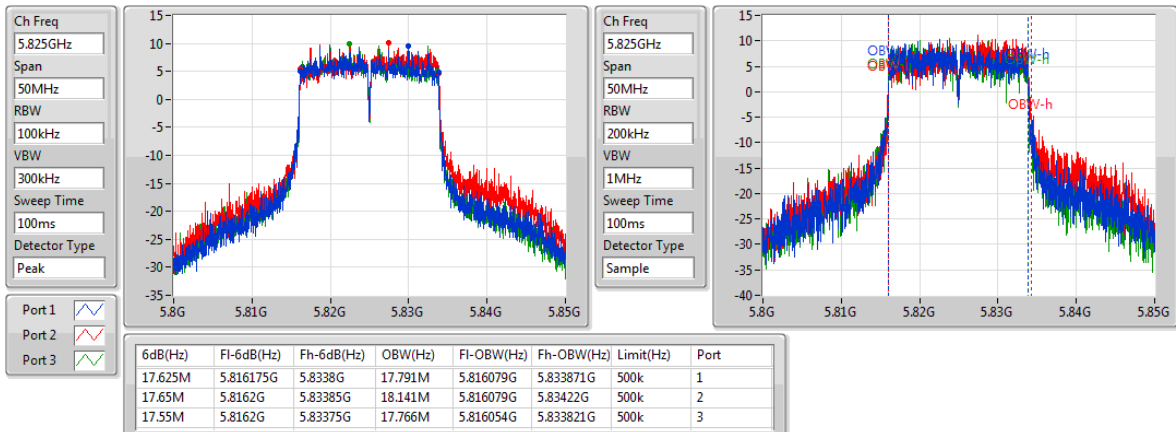 Ch Freq
5.825GHz
Span
50MHz
RBW
100kHz
VBW
300kHz
Sweep Time
100ms
Detector Type
Peak
Port 1
Port 2
Port 3
15
10
5
0
-5
-10
-15
-20
-25
-30
-35
5.8G 5.81G 5.82G 5.83G 5.84G 5.85G
Ch Freq
5.825GHz
Span
50MHz
RBW
200kHz
VBW
1MHz
Sweep Time
100ms
Detector Type
Sample
15
10
5
0
-5
-10
-15
-20
-25
-30
-35
-40
OBW-h
5.8G 5.81G 5.82G 5.83G 5.84G 5.85G
6dB(Hz) Fl-6dB(Hz) Fh-6dB(Hz) OBW(Hz) Fl-OBW(Hz) Fh-OBW(Hz) Limit(Hz) Port
17.625M 5.816175G 5.8338G 17.791M 5.816079G 5.833871G 500k 1
17.65M 5.8162G 5.83385G 18.141M 5.816079G 5.83422G 500k 2
17.55M 5.8162G 5.83375G 17.766M 5.816054G 5.833821G 500k 3